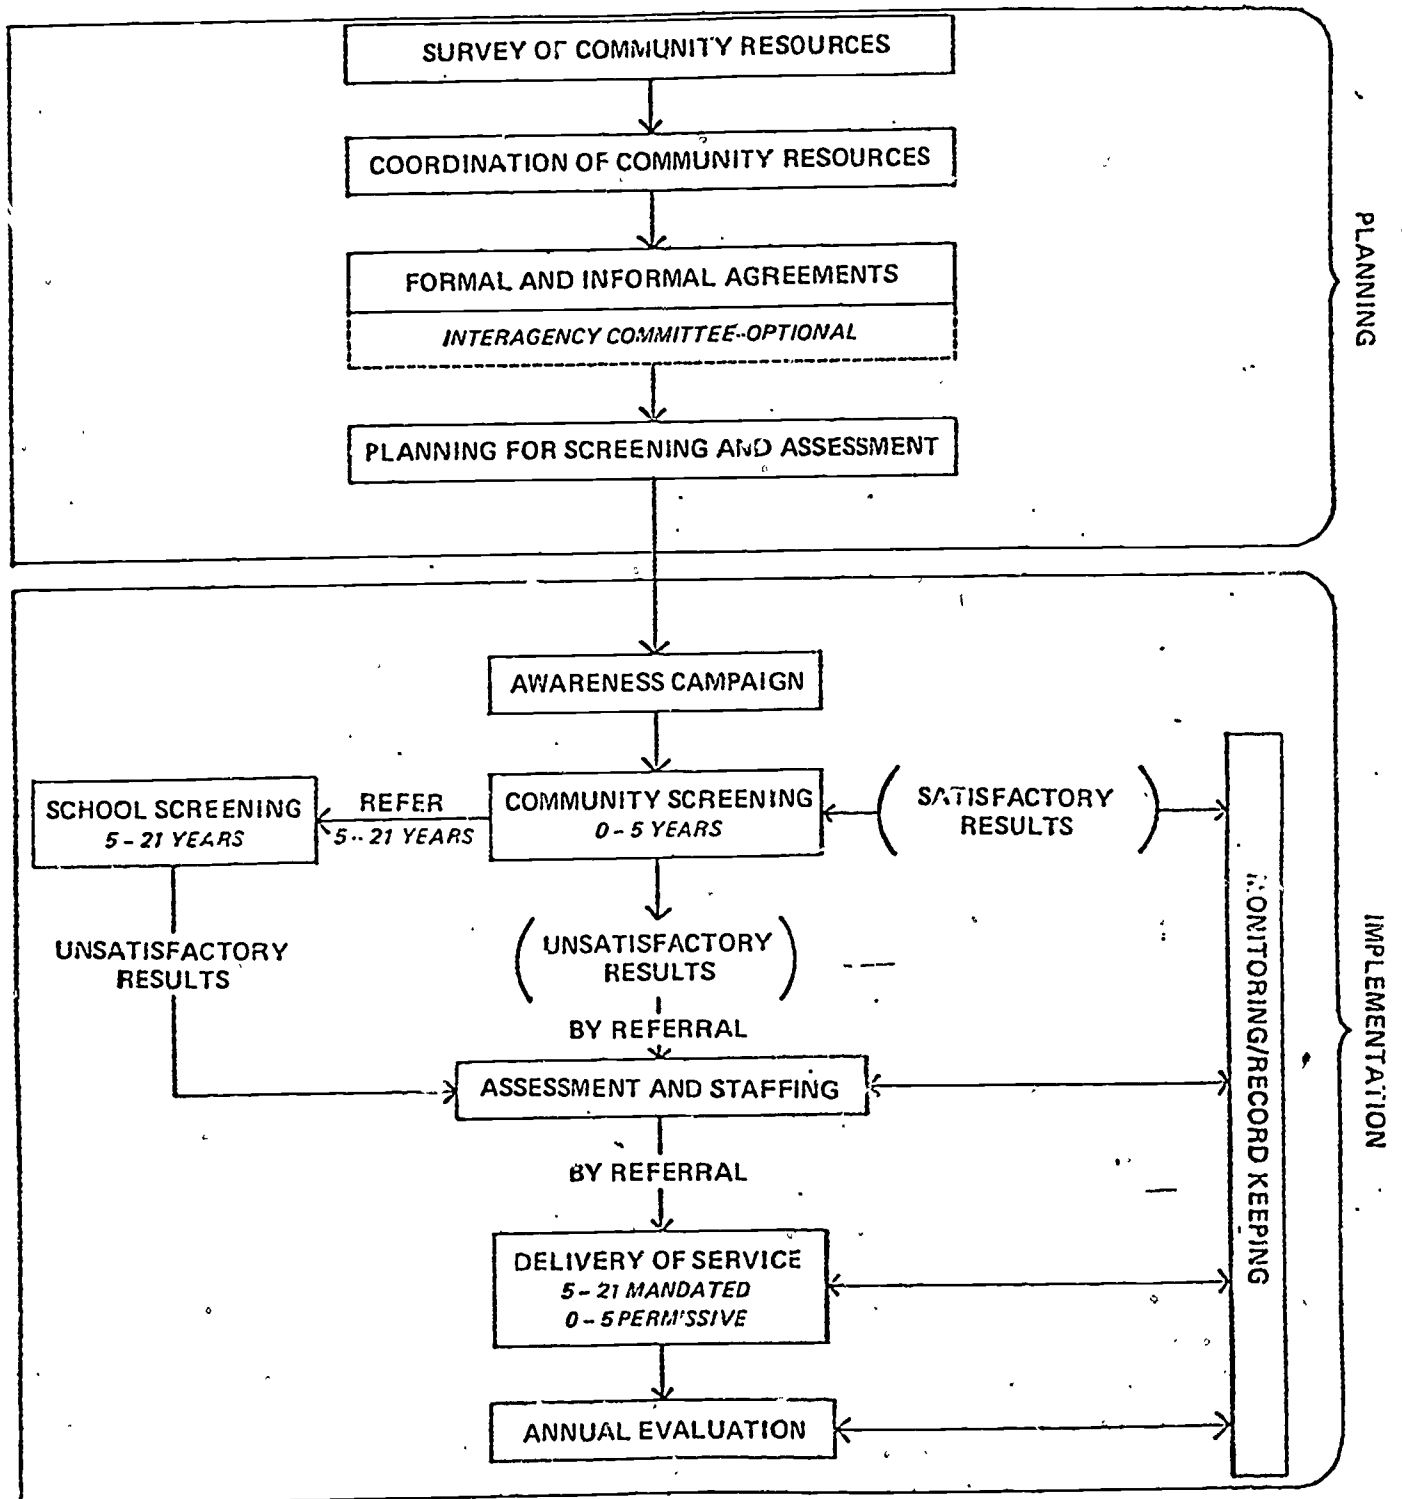 SURVEY OF COMMUNITY RESOURCES
COORDINATION OF COMMUNITY RESOURCES
FORMAL AND INFORMAL AGREEMENTS
INTERAGENCY COMMITTEE--OPTIONAL
PLANNING FOR SCREENING AND ASSESSMENT
PLANNING
AWARENESS CAMPAIGN
SCHOOL SCREENING
5-21 YEARS
REFER
5--21 YEARS
COMMUNITY SCREENING
0-5 YEARS
SATISFACTORY
RESULTS
UNSATISFACTORY
RESULTS
UNSATISFACTORY
RESULTS
BY REFERRAL
ASSESSMENT AND STAFFING
BY REFERRAL
DELIVERY OF SERVICE
5-21 MANDATED
0-5 PERMISSIVE
ANNUAL EVALUATION
MONITORING/RECORD KEEPING
IMPLEMENTATION